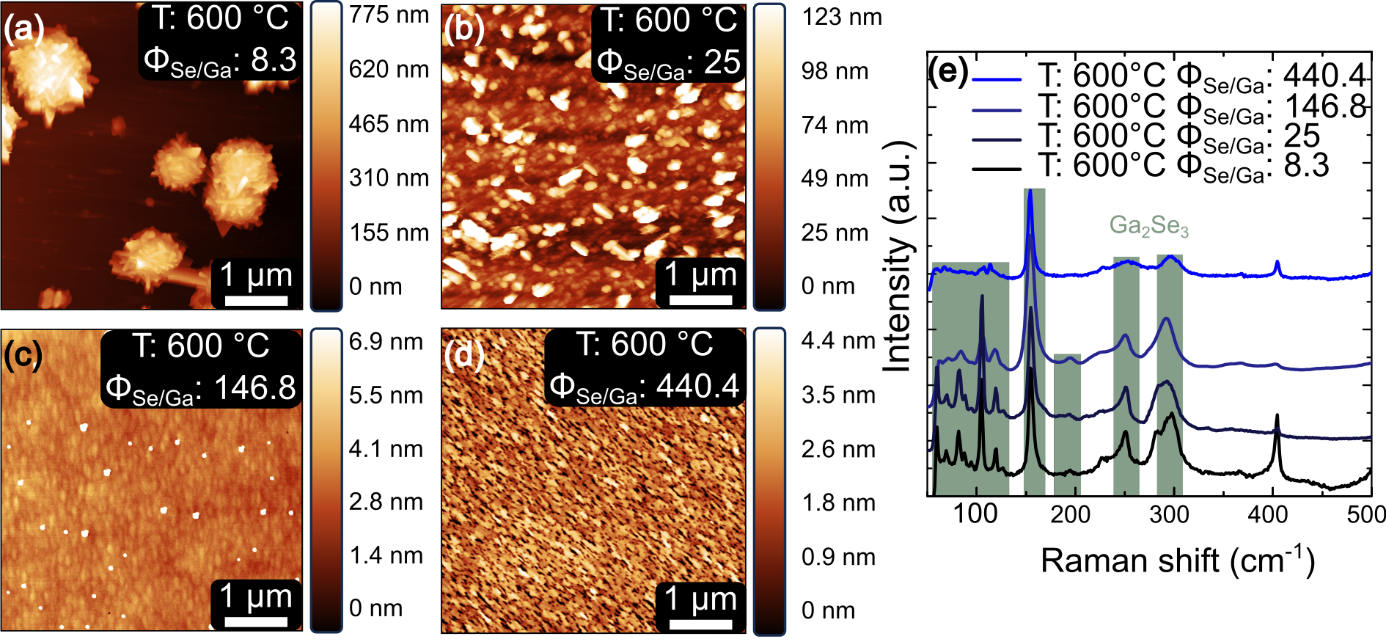 (a)
T: 600 °C
ΦSe/Ga: 8.3
1 µm
775 nm
620 nm
465 nm
310 nm
155 nm
0 nm
(b)
T: 600 °C
ΦSe/Ga: 25
1 µm
123 nm
98 nm
74 nm
49 nm
25 nm
0 nm
(c)
T: 600 °C
ΦSe/Ga: 146.8
1 µm
6.9 nm
5.5 nm
4.1 nm
2.8 nm
1.4 nm
0 nm
(d)
T: 600 °C
ΦSe/Ga: 440.4
1 µm
4.4 nm
3.5 nm
2.6 nm
1.8 nm
0.9 nm
0 nm
(e)
T: 600°C ΦSe/Ga: 440.4
T: 600°C ΦSe/Ga: 146.8
T: 600°C ΦSe/Ga: 25
T: 600°C ΦSe/Ga: 8.3
Ga2Se3
Intensity (a.u.)
100 200 300 400 500
Raman shift (cm-1)